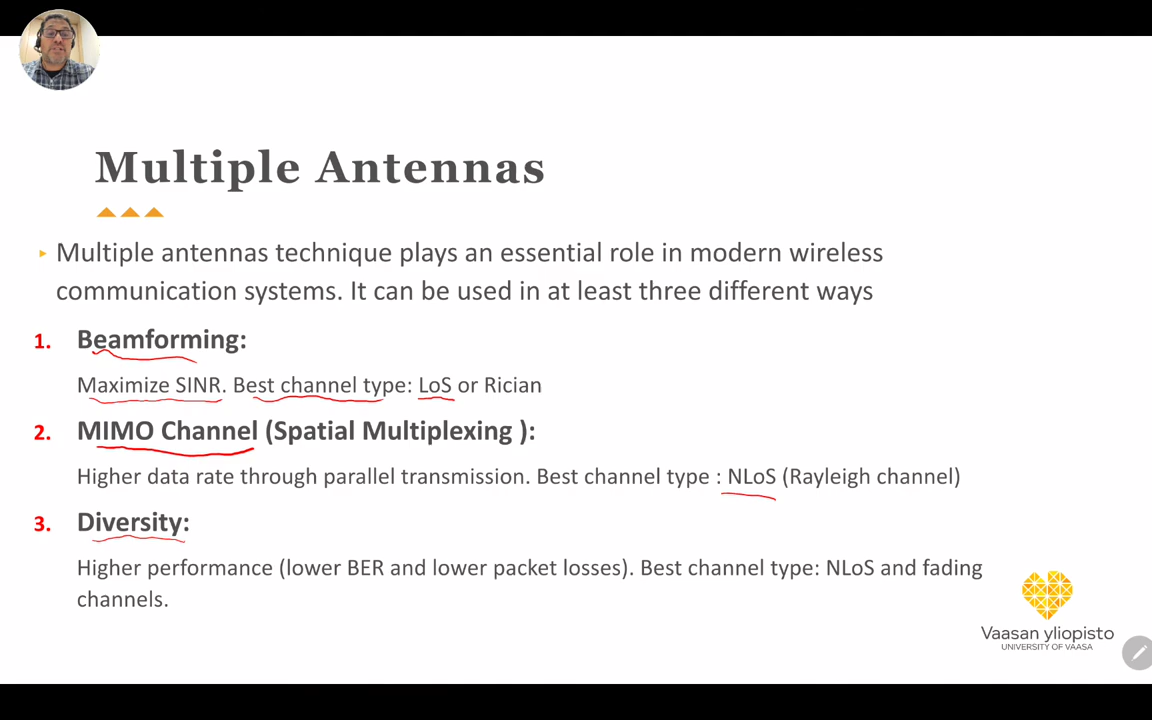 Multiple Antennas
Multiple antennas technique plays an essential role in modern wireless
communication systems. It can be used in at least three different ways
1. Beamforming:
Maximize SINR. Best channel type: LoS or Rician
2. MIMO Channel (Spatial Multiplexing ):
Higher data rate through parallel transmission. Best channel type : NLoS (Rayleigh channel)
3. Diversity:
Higher performance (lower BER and lower packet losses). Best channel type: NLoS and fading
channels.
Vaasan yliopisto
UNIVERSITY OF VAASA